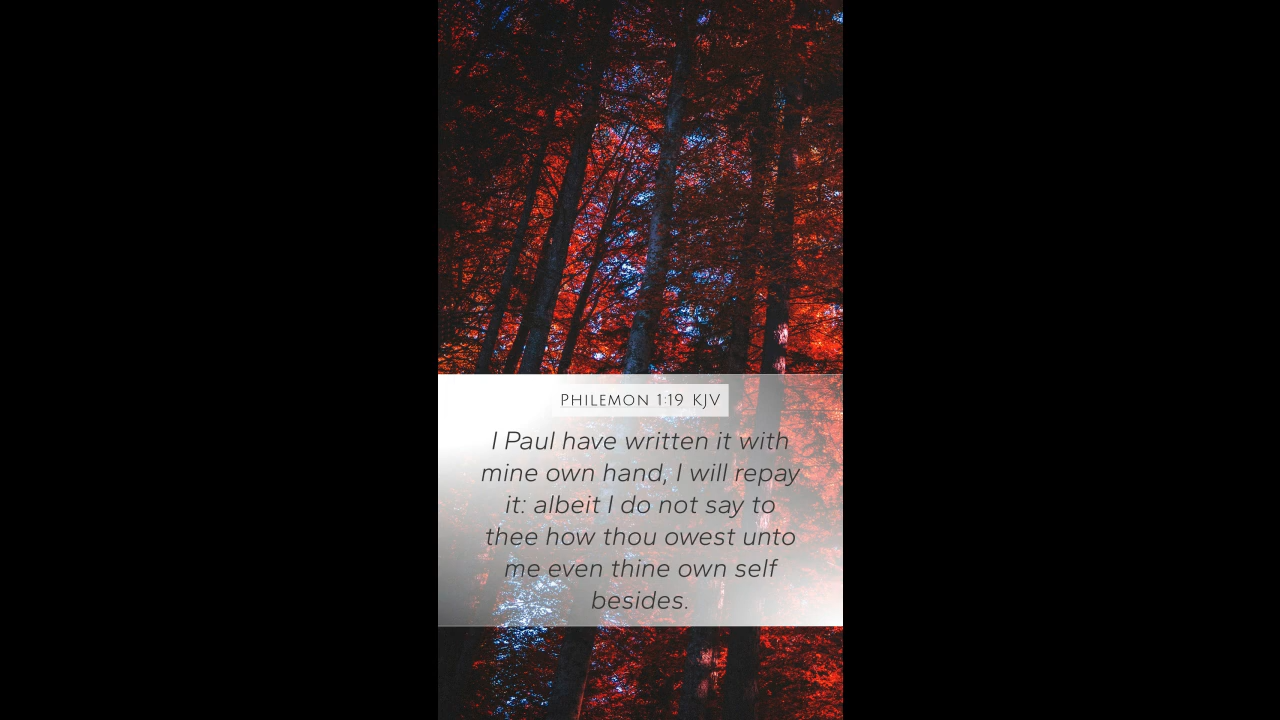 Philemon 1:19 KJV
I Paul have written it with
mine own hand, I will repay
it: albeit I do not say to
thee how thou owest unto
me even thine own self
besides.